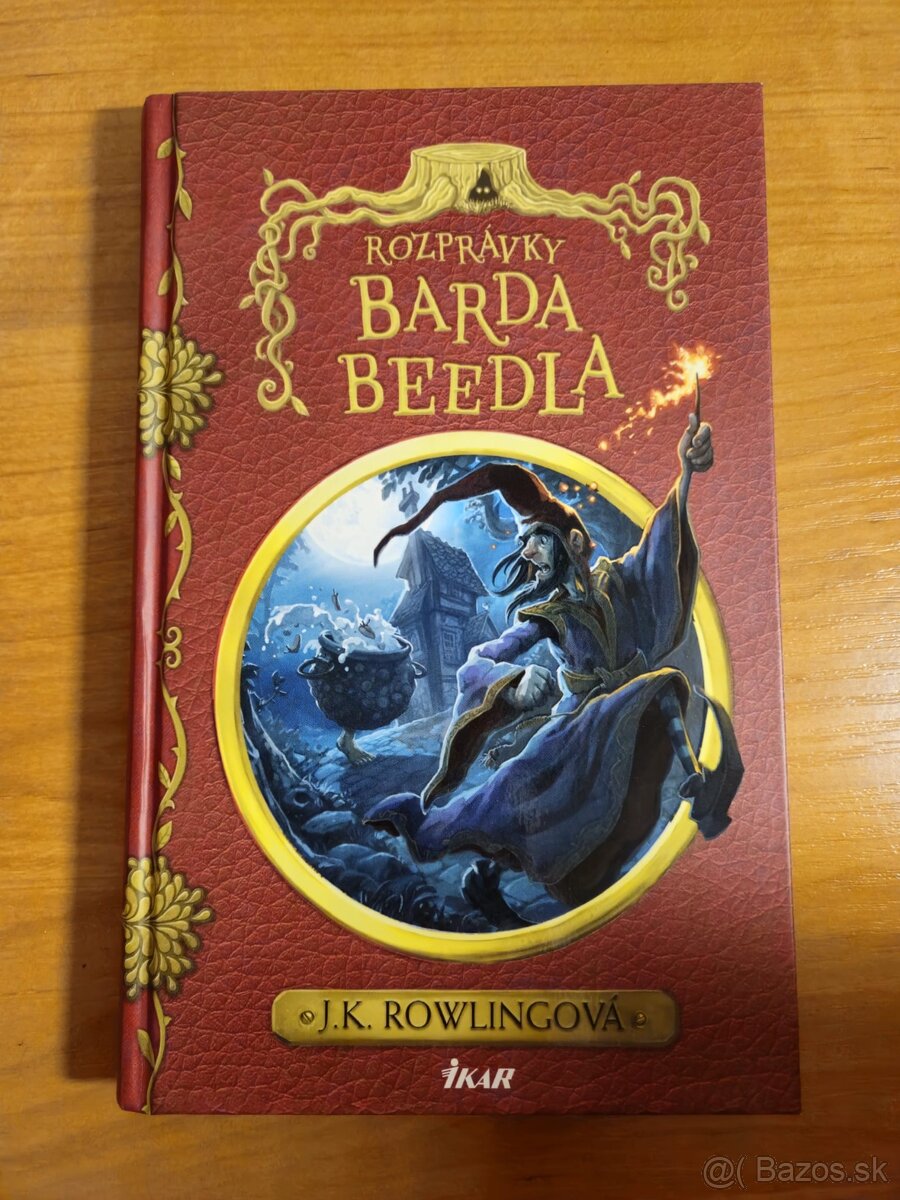 ROZPRÁVKY
BARDA
BEEDLA
J.K. ROWLINGOVÁ
iKAR
@( Bazos.sk